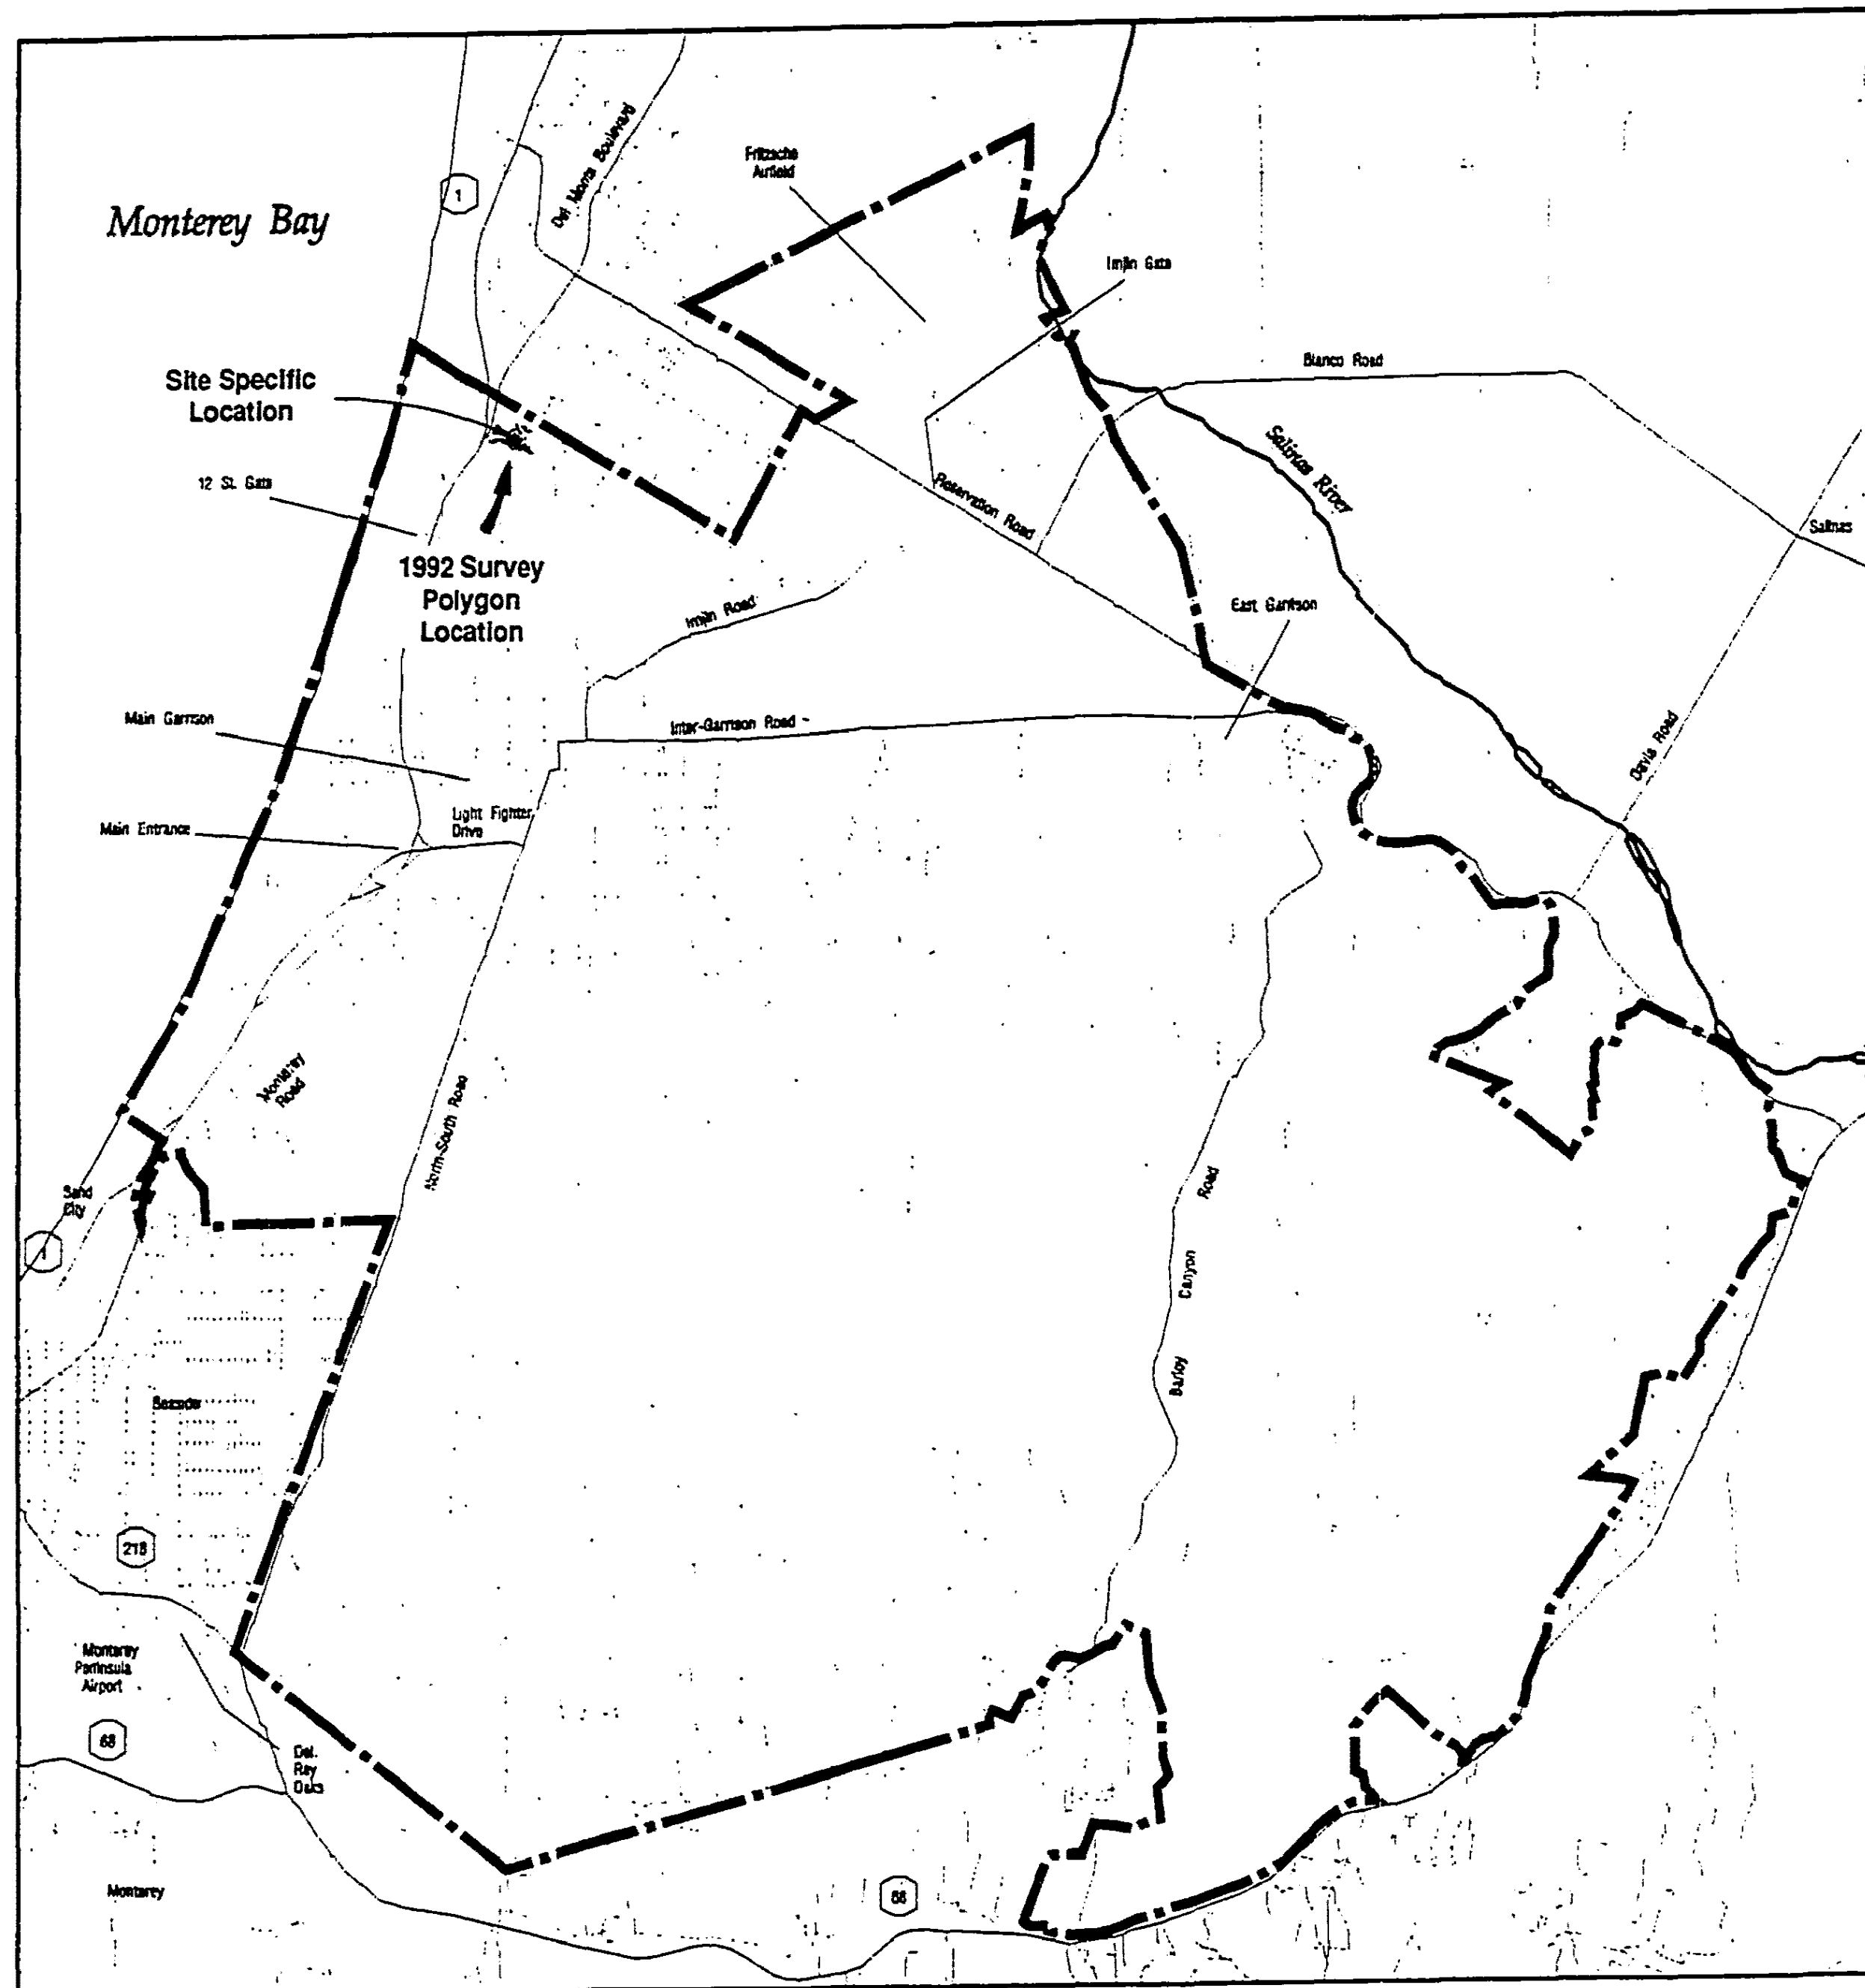 Monterey Bay
1
Del Monte Boulevard
Fritzsche
Airfield
Imjin Gate
Blanco Road
Site Specific
Location
12 St. Gate
1992 Survey
Polygon
Location
Salinas River
Reservation Road
Salinas
Imjin Road
East Garrison
Main Garrison
Inter-Garrison Road
Davis Road
Main Entrance
Light Fighter
Drive
Monterey
Road
North-South Road
Sand
City
1
Barloy Canyon Road
Seaside
218
Monterey
Peninsula
Airport
68
Del.
Rey
Oaks
Monterey
68